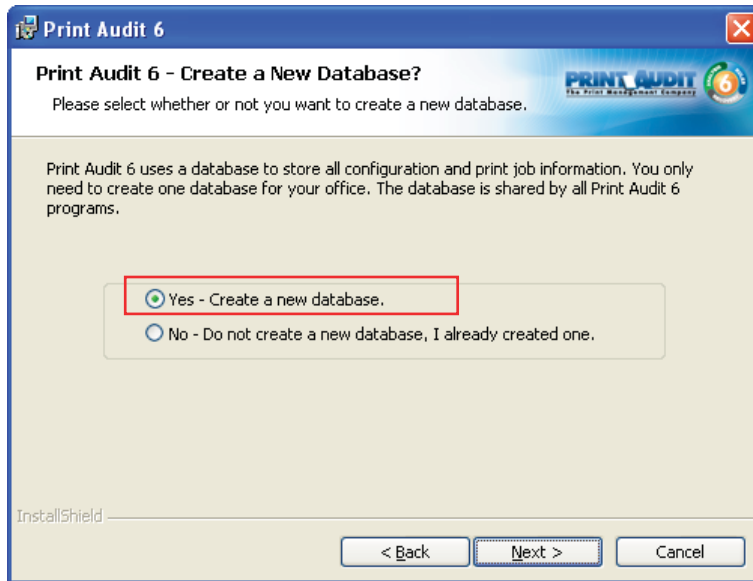 Print Audit 6
Print Audit 6 - Create a New Database?
Please select whether or not you want to create a new database.
PRINT AUDIT
The Print Management Company
6
Print Audit 6 uses a database to store all configuration and print job information. You only
need to create one database for your office. The database is shared by all Print Audit 6
programs.
Yes - Create a new database.
No - Do not create a new database, I already created one.
InstallShield
< Back
Next >
Cancel